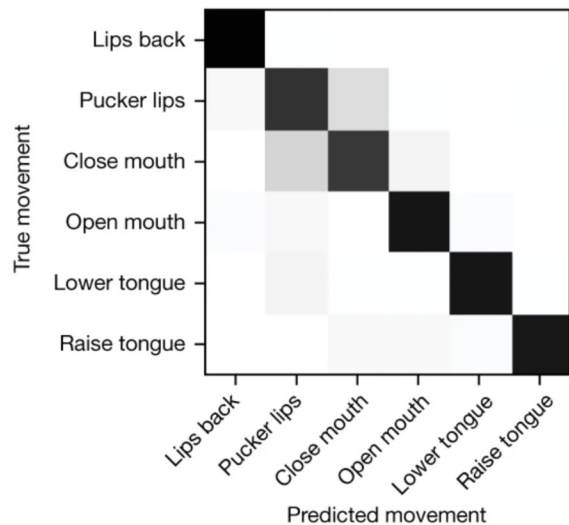 Lips back
Pucker lips
Close mouth
Open mouth
Lower tongue
Raise tongue
True movement
Lips back
Pucker lips
Close mouth
Open mouth
Lower tongue
Raise tongue
Predicted movement